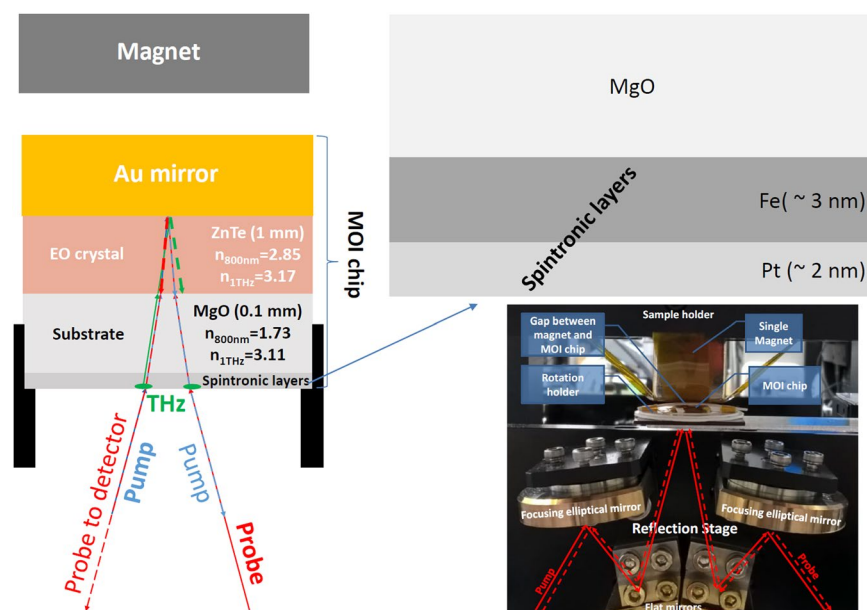 Magnet
Au mirror
EO crystal
ZnTe (1 mm)
n800nm=2.85
n1THz=3.17
Substrate
MgO (0.1 mm)
n800nm=1.73
n1THz=3.11
Spintronic layers
MOI chip
THz
Pump
Pump
Probe to detector
Probe
MgO
Fe( ~ 3 nm)
Pt (~ 2 nm)
Spintronic layers
Sample holder
Gap between
magnet and
MOI chip
Single
Magnet
Rotation
holder
MOI chip
Focusing elliptical mirror
Focusing elliptical mirror
Reflection Stage
Pump
Probe
Flat mirrors